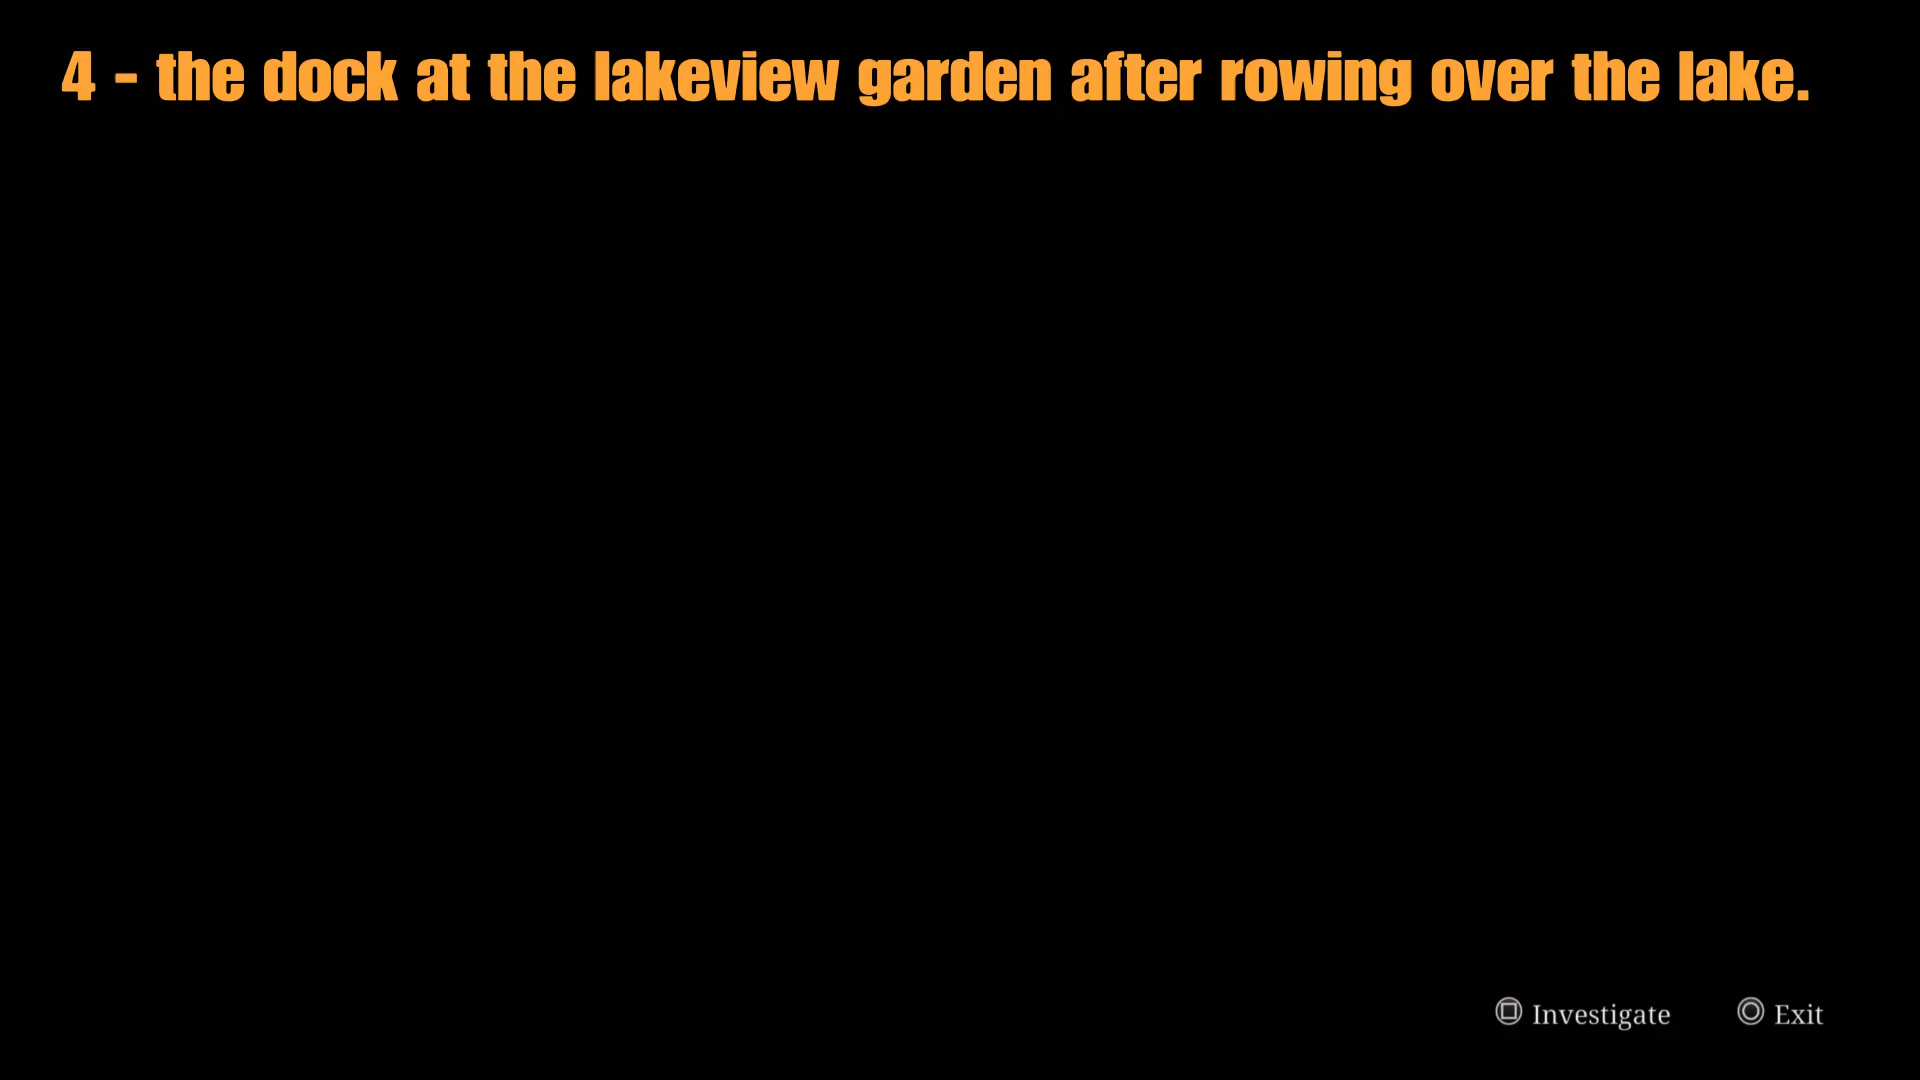 4 - the dock at the lakeview garden after rowing over the lake.
Investigate Exit